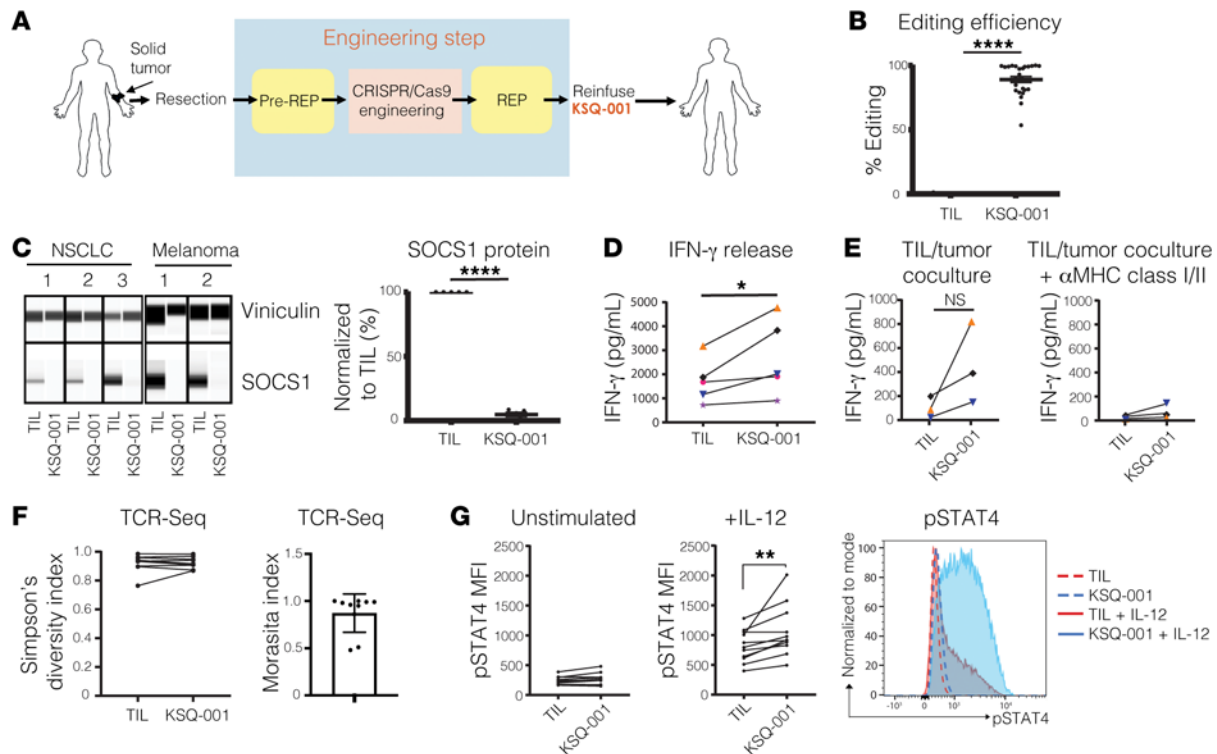 A
Solid
tumor
Resection
Engineering step
Pre-REP
CRISPR/Cas9
engineering
REP
Reinfuse
KSQ-001
B
Editing efficiency
****
% Editing
100
50
0
TIL KSQ-001
C
NSCLC Melanoma
1 2 3 1 2
Viniculin
SOCS1
TIL KSQ-001 TIL KSQ-001 TIL KSQ-001 TIL KSQ-001 TIL KSQ-001
SOCS1 protein
****
Normalized
to TIL (%)
100
50
0
TIL KSQ-001
D
IFN-γ release
*
IFN-γ (pg/mL)
5000
4000
3000
2000
1000
0
TIL KSQ-001
E
TIL/tumor
coculture
NS
IFN-γ (pg/mL)
1000
800
600
400
200
0
TIL KSQ-001
TIL/tumor coculture
+ αMHC class I/II
IFN-γ (pg/mL)
1000
800
600
400
200
0
TIL KSQ-001
F
TCR-Seq
Simpson's
diversity index
1.0
0.8
0.6
0.4
0.2
0.0
TIL KSQ-001
TCR-Seq
Morasita index
1.5
1.0
0.5
0.0
G
Unstimulated
pSTAT4 MFI
2500
2000
1500
1000
500
0
TIL KSQ-001
+IL-12
**
pSTAT4 MFI
2500
2000
1500
1000
500
0
TIL KSQ-001
pSTAT4
Normalized to mode
100
80
60
40
20
0
0
pSTAT4
TIL
KSQ-001
TIL + IL-12
KSQ-001 + IL-12